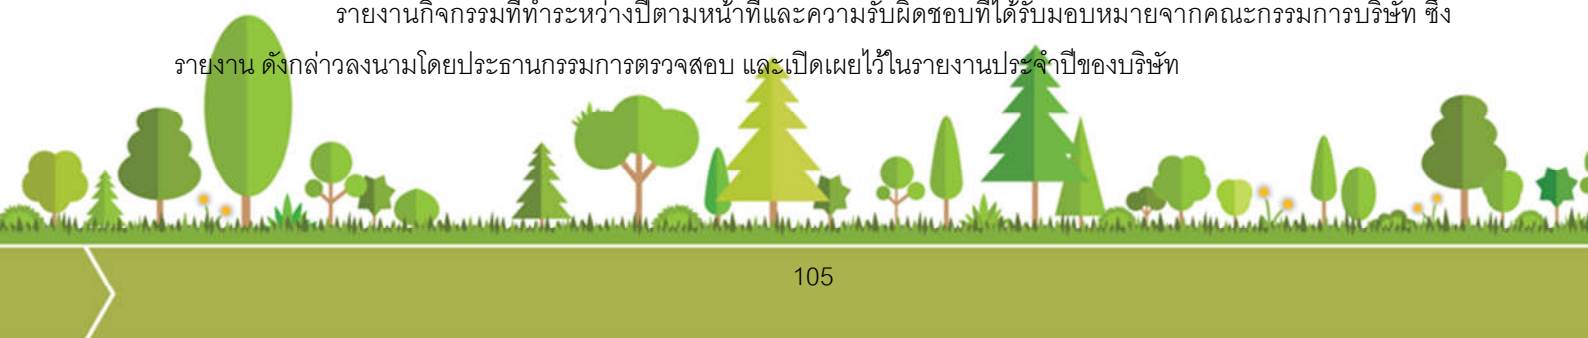 รายงานกิจกรรมที่ทำระหว่างปีตามหน้าที่และความรับผิดชอบที่ได้รับมอบหมายจากคณะกรรมการบริษัท ซึ่ง
รายงาน ดังกล่าวลงนามโดยประธานกรรมการตรวจสอบ และเปิดเผยไว้ในรายงานประจำปีของบริษัท
105